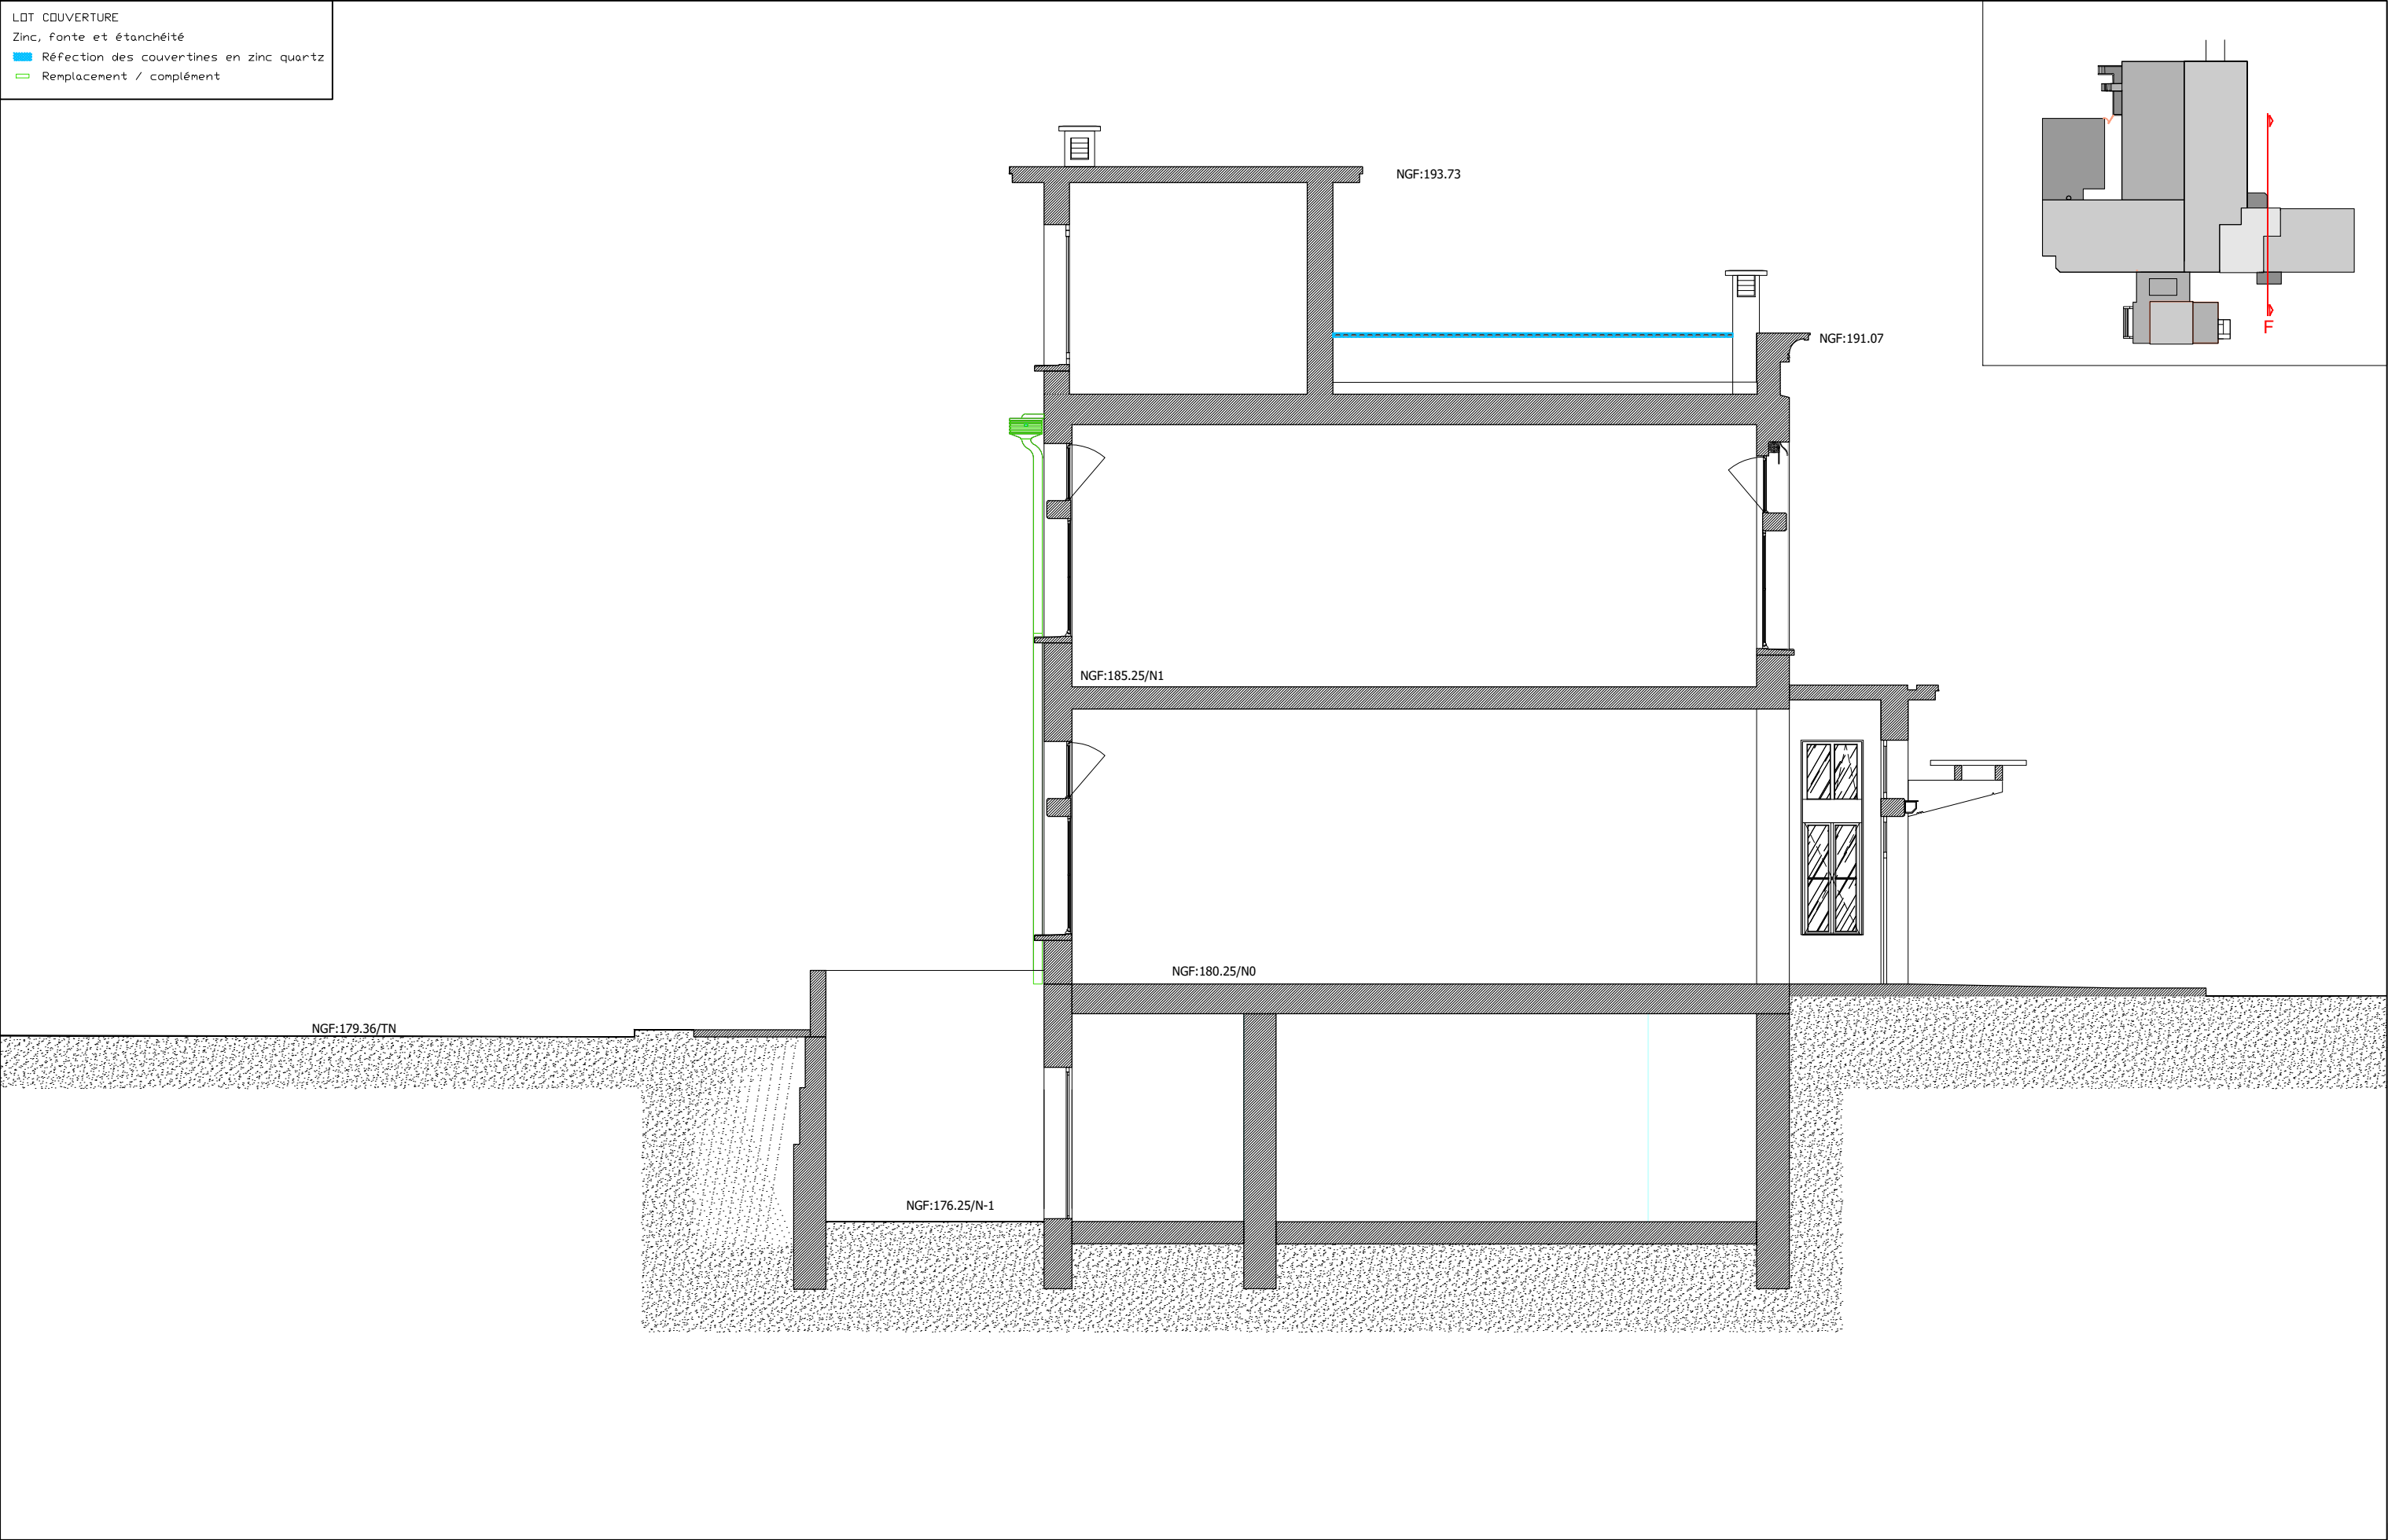 LOT COUVERTURE
Zinc, fonte et étanchéité
Réfection des couvertines en zinc quartz
Remplacement / complément
NGF:193.73
F
NGF:191.07
NGF:185.25/N1
NGF:180.25/N0
NGF:179.36/TN
NGF:176.25/N-1